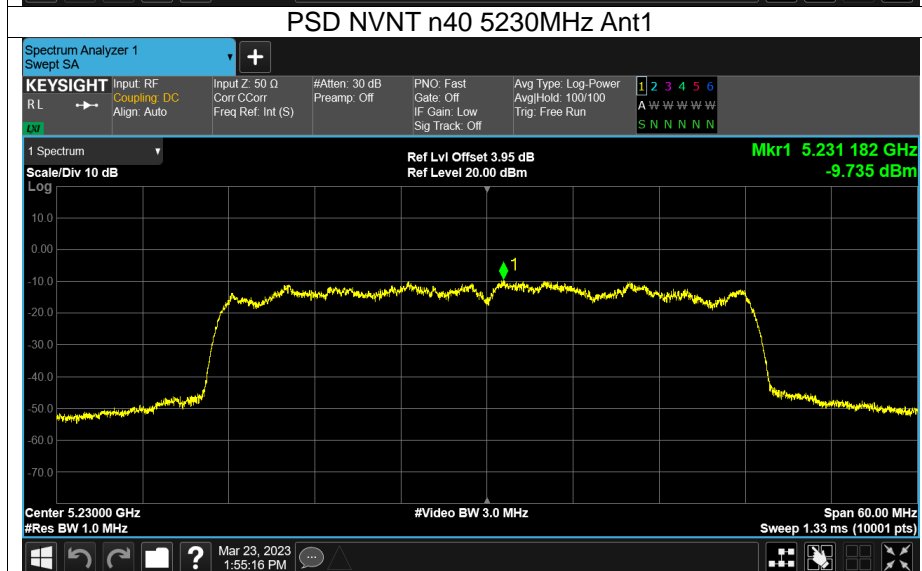 PSD NVNT n40 5230MHz Ant1
Spectrum Analyzer 1
Swept SA
KEYSIGHT Input: RF Input Z: 50 Ω #Atten: 30 dB PNO: Fast Avg Type: Log-Power 1 2 3 4 5 6
R L Coupling: DC Corr CCorr Preamp: Off Gate: Off Avg|Hold: 100/100 A W W W W W
Align: Auto Freq Ref: Int (S) IF Gain: Low Trig: Free Run
LXI Sig Track: Off S N N N N N
1 Spectrum Ref Lvl Offset 3.95 dB Mkr1 5.231 182 GHz
Scale/Div 10 dB Ref Level 20.00 dBm -9.735 dBm
Log
10.0
0.00
1
-10.0
-20.0
-30.0
-40.0
-50.0
-60.0
-70.0
Center 5.23000 GHz #Video BW 3.0 MHz Span 60.00 MHz
#Res BW 1.0 MHz Sweep 1.33 ms (10001 pts)
? Mar 23, 2023
1:55:16 PM